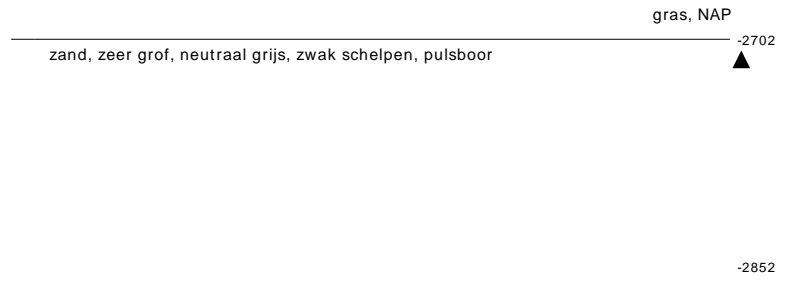 gras, NAP
-2702
zand, zeer grof, neutraal grijs, zwak schelpen, pulsboor
-2852